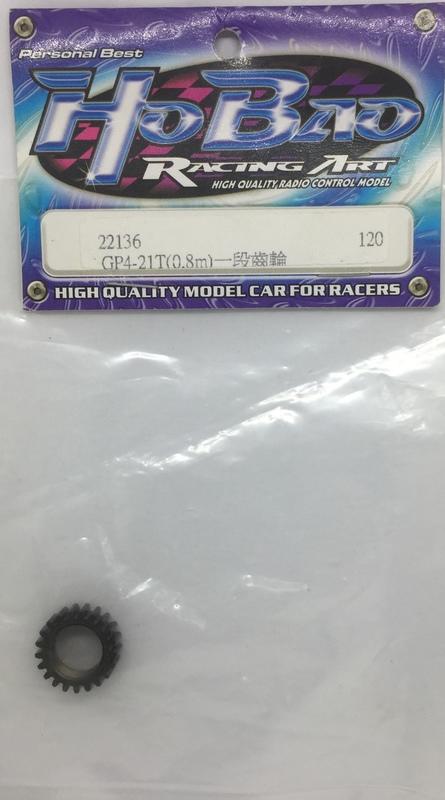 Personal Best
HoBao
RACING ART
HIGH QUALITY, RADIO CONTROL MODEL
22136 120
GP4-21T(0.8m)一段齒輪
HIGH QUALITY MODEL CAR FOR RACERS